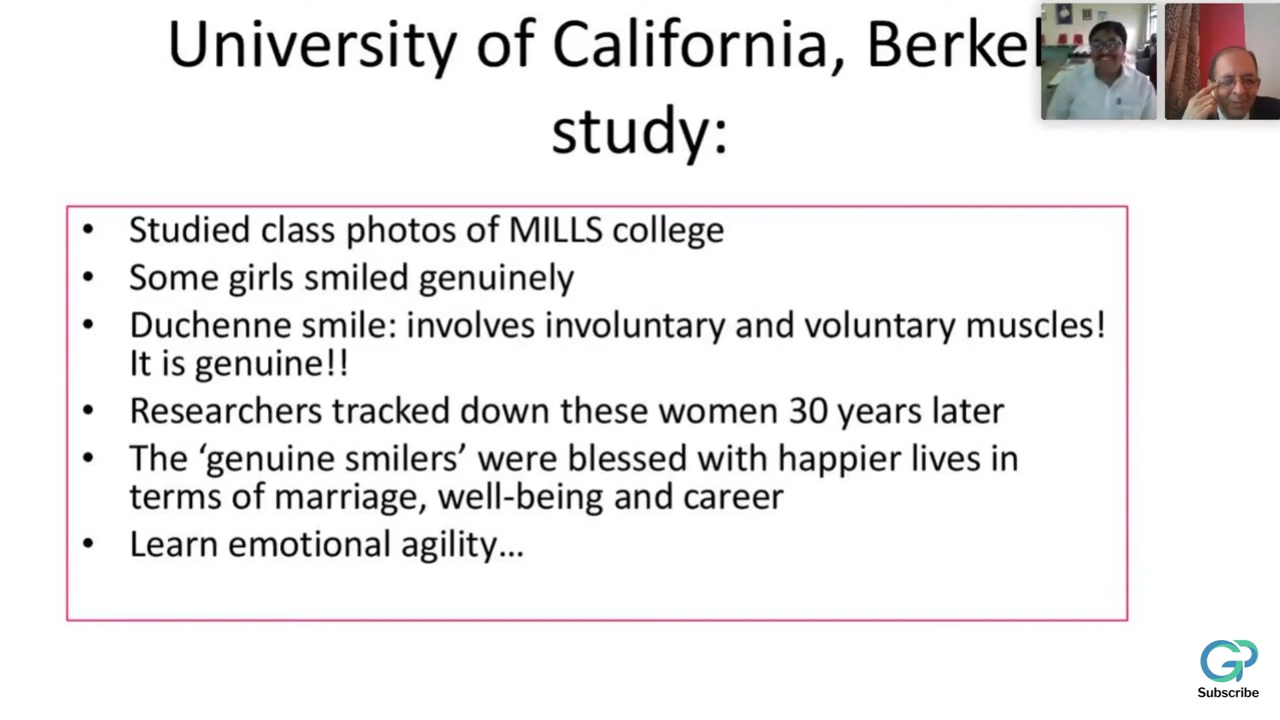 University of California, Berkel
study:
• Studied class photos of MILLS college
• Some girls smiled genuinely
• Duchenne smile: involves involuntary and voluntary muscles!
It is genuine!!
• Researchers tracked down these women 30 years later
• The ‘genuine smilers’ were blessed with happier lives in
terms of marriage, well-being and career
• Learn emotional agility...
GP
Subscribe